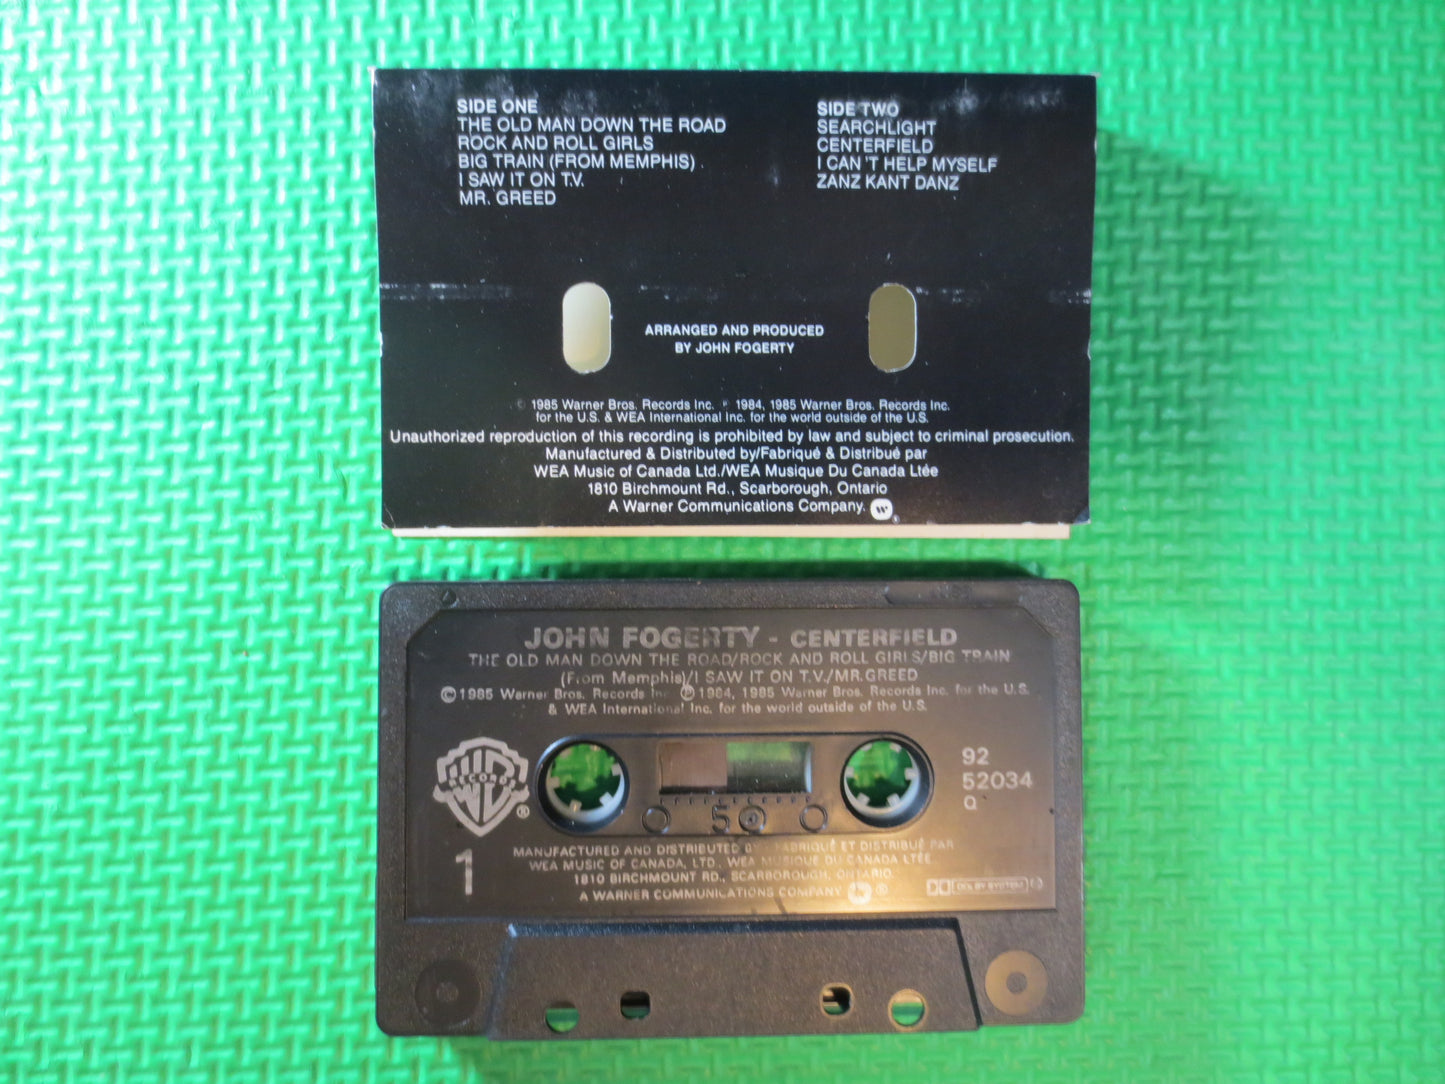 SIDE ONE
THE OLD MAN DOWN THE ROAD
ROCK AND ROLL GIRLS
BIG TRAIN (FROM MEMPHIS)
I SAW IT ON T.V.
MR. GREED
SIDE TWO
SEARCHLIGHT
CENTERFIELD
I CAN'T HELP MYSELF
ZANZ KANT DANZ
ARRANGED AND PRODUCED
BY JOHN FOGERTY
© 1985 Warner Bros. Records Inc. ℗ 1984, 1985 Warner Bros. Records Inc.
for the U.S. & WEA International Inc. for the world outside of the U.S.
Unauthorized reproduction of this recording is prohibited by law and subject to criminal prosecution.
Manufactured & Distributed by/Fabriqué & Distribué par
WEA Music of Canada Ltd./WEA Musique Du Canada Ltée
1810 Birchmount Rd., Scarborough, Ontario
A Warner Communications Company.
JOHN FOGERTY - CENTERFIELD
THE OLD MAN DOWN THE ROAD/ROCK AND ROLL GIRLS/BIG TRAIN
(From Memphis)/I SAW IT ON T.V./MR.GREED
©1985 Warner Bros. Records Inc ℗1984, 1985 Warner Bros. Records Inc. for the U.S.
& WEA International Inc. for the world outside of the U.S.
RECORDS ®
92
52034
Q
50
1
MANUFACTURED AND DISTRIBUTED BY FABRIQUÉ ET DISTRIBUÉ PAR
WEA MUSIC OF CANADA, LTD., WEA MUSIQUE DU CANADA LTÉE.
1810 BIRCHMOUNT RD., SCARBOROUGH, ONTARIO.
A WARNER COMMUNICATIONS COMPANY ®
DOLBY SYSTEM